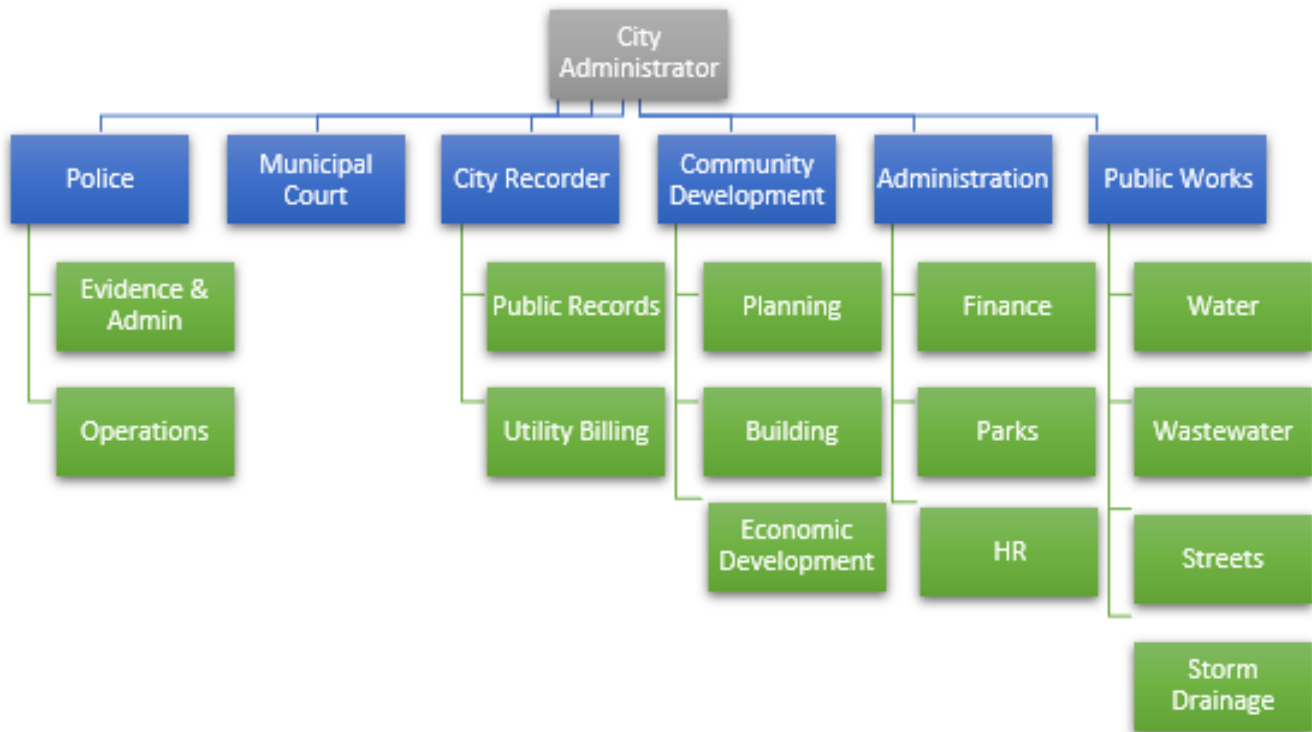 City
Administrator
Police
Municipal
Court
City Recorder
Community
Development
Administration
Public Works
Evidence &
Admin
Public Records
Planning
Finance
Water
Operations
Utility Billing
Building
Parks
Wastewater
Economic
Development
HR
Streets
Storm
Drainage